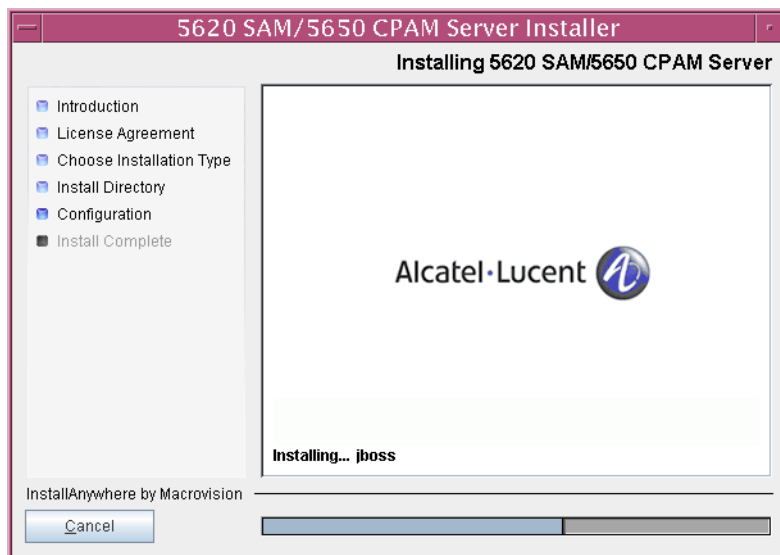 5620 SAM/5650 CPAM Server Installer
Installing 5620 SAM/5650 CPAM Server
Introduction
License Agreement
Choose Installation Type
Install Directory
Configuration
Install Complete
Alcatel·Lucent
Installing... jboss
InstallAnywhere by Macrovision
Cancel